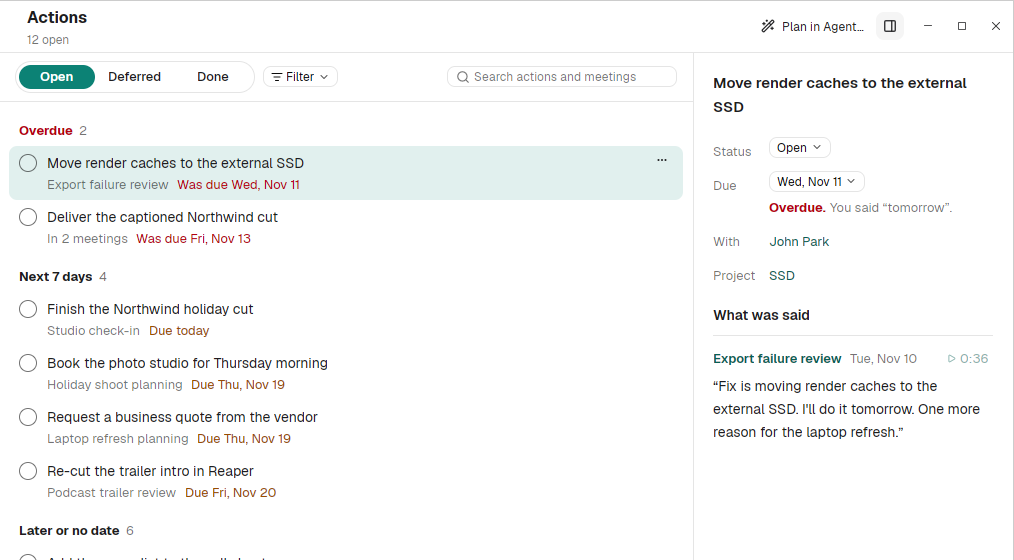 Actions
12 open
Plan in Agent...
Open
Deferred
Done
Filter
Search actions and meetings
Overdue 2
Move render caches to the external SSD
Export failure review Was due Wed, Nov 11
Deliver the captioned Northwind cut
In 2 meetings Was due Fri, Nov 13
Next 7 days 4
Finish the Northwind holiday cut
Studio check-in Due today
Book the photo studio for Thursday morning
Holiday shoot planning Due Thu, Nov 19
Request a business quote from the vendor
Laptop refresh planning Due Thu, Nov 19
Re-cut the trailer intro in Reaper
Podcast trailer review Due Fri, Nov 20
Later or no date 6
Move render caches to the external
SSD
Status Open
Due Wed, Nov 11
Overdue. You said “tomorrow”.
With John Park
Project SSD
What was said
Export failure review Tue, Nov 10 0:36
“Fix is moving render caches to the
external SSD. I'll do it tomorrow. One more
reason for the laptop refresh.”